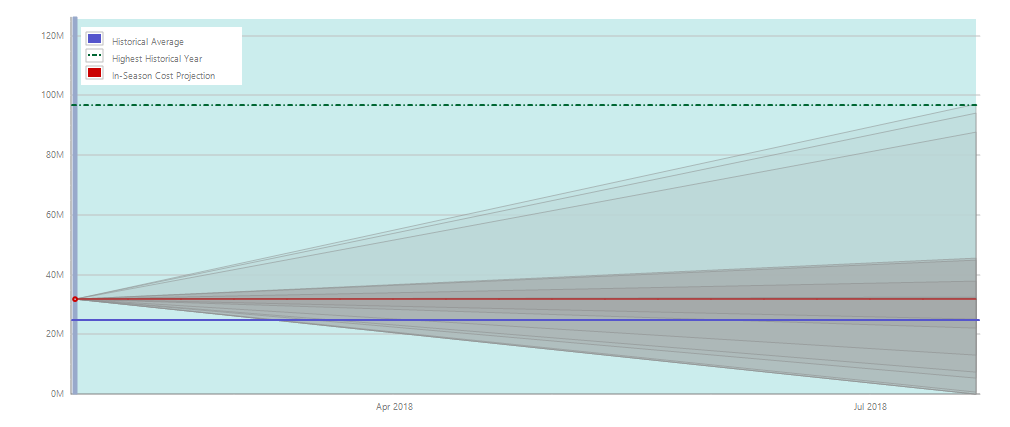 120M
100M
80M
60M
40M
20M
0M
Historical Average
Highest Historical Year
In-Season Cost Projection
Apr 2018
Jul 2018